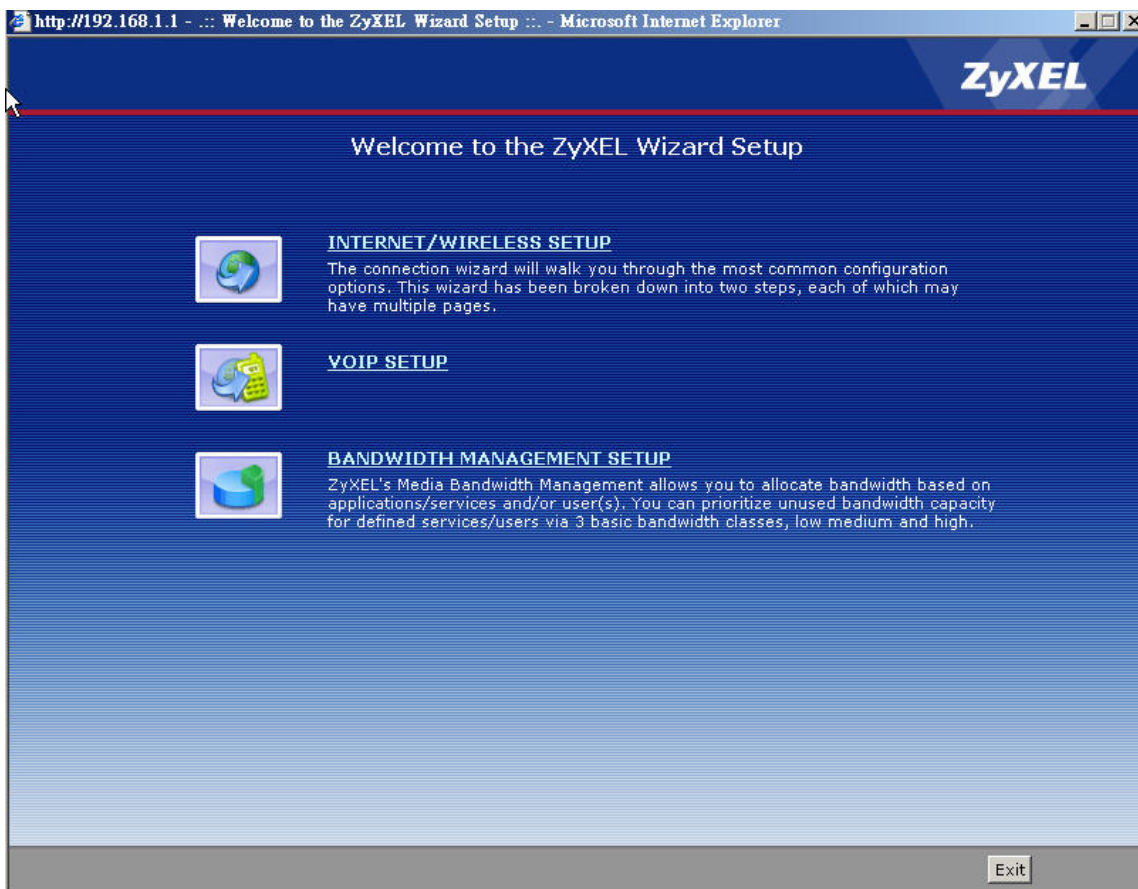 http://192.168.1.1 - .:: Welcome to the ZyXEL Wizard Setup ::. - Microsoft Internet Explorer
ZyXEL
Welcome to the ZyXEL Wizard Setup
INTERNET/WIRELESS SETUP
The connection wizard will walk you through the most common configuration
options. This wizard has been broken down into two steps, each of which may
have multiple pages.
VOIP SETUP
BANDWIDTH MANAGEMENT SETUP
ZyXEL's Media Bandwidth Management allows you to allocate bandwidth based on
applications/services and/or user(s). You can prioritize unused bandwidth capacity
for defined services/users via 3 basic bandwidth classes, low medium and high.
Exit